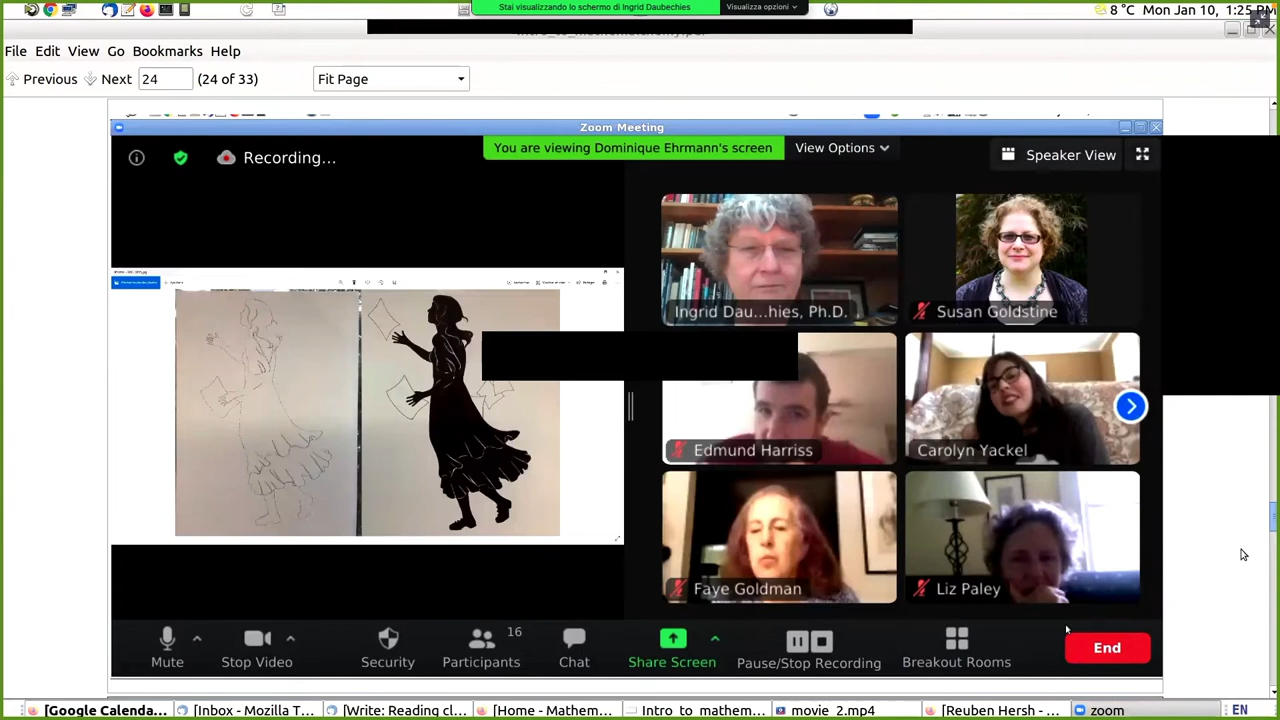 Stai visualizzando lo schermo di Ingrid Daubechies
Visualizza opzioni
8 °C Mon Jan 10, 1:25 PM
File Edit View Go Bookmarks Help
Previous Next 24 (24 of 33) Fit Page
Zoom Meeting
Recording...
You are viewing Dominique Ehrmann's screen
View Options
Speaker View
Ingrid Dau...hies, Ph.D.
Susan Goldstine
Edmund Harriss
Carolyn Yackel
Faye Goldman
Liz Paley
16
Mute Stop Video Security Participants Chat Share Screen Pause/Stop Recording Breakout Rooms End
[Google Calenda... [Inbox - Mozilla T... [Write: Reading cl... [Home - Mathem... Intro_to_mathem... movie_2.mp4 [Reuben Hersh - ... zoom EN